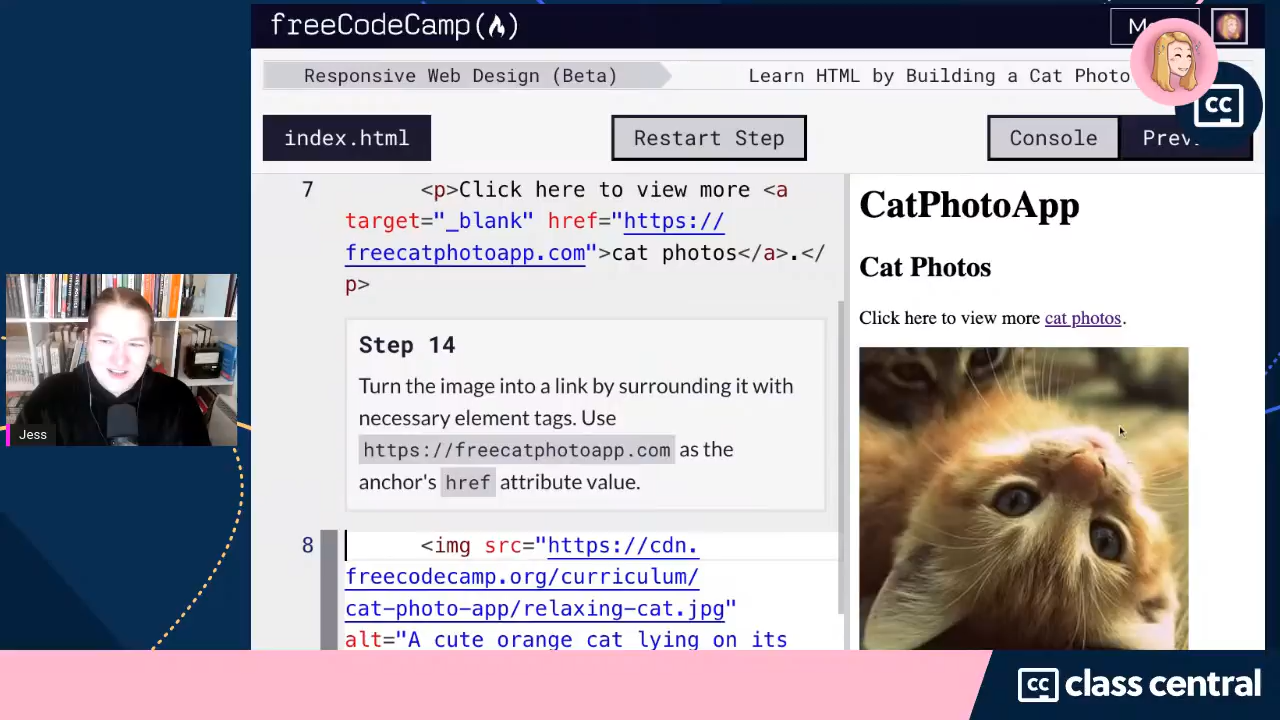 freeCodeCamp
Responsive Web Design (Beta)
Learn HTML by Building a Cat Photo
index.html
Restart Step
Console
7 <p>Click here to view more <a
target="_blank" href="https://
freecatphotoapp.com">cat photos</a>.</
p>
Step 14
Turn the image into a link by surrounding it with
necessary element tags. Use
https://freecatphotoapp.com as the
anchor's href attribute value.
8 <img src="https://cdn.
freecodecamp.org/curriculum/
cat-photo-app/relaxing-cat.jpg"
alt="A cute orange cat lying on its
CatPhotoApp
Cat Photos
Click here to view more cat photos.
Jess
CC
CC class central